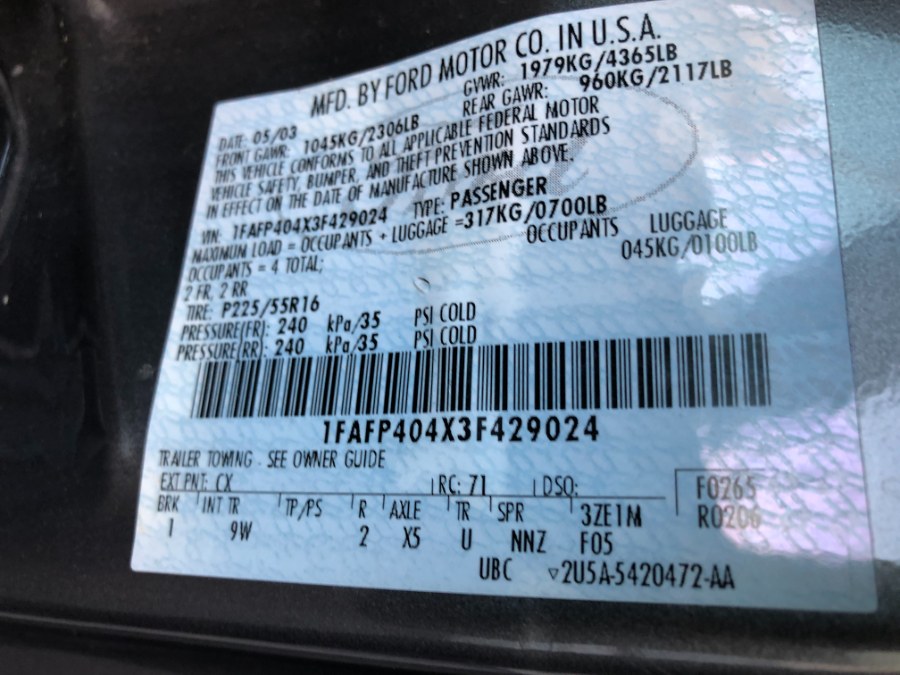 MFD. BY FORD MOTOR CO. IN U.S.A.
DATE: 05/03 GVWR: 1979KG/4365LB
FRONT GAWR: 1045KG/2306LB REAR GAWR: 960KG/2117LB
THIS VEHICLE CONFORMS TO ALL APPLICABLE FEDERAL MOTOR
VEHICLE SAFETY, BUMPER, AND THEFT PREVENTION STANDARDS
IN EFFECT ON THE DATE OF MANUFACTURE SHOWN ABOVE.
VIN: 1FAFP404X3F429024 TYPE: PASSENGER
MAXIMUM LOAD = OCCUPANTS + LUGGAGE =317KG/0700LB
OCCUPANTS = 4 TOTAL; OCCUPANTS LUGGAGE
2 FR, 2 RR 045KG/0100LB
TIRE: P225/55R16
PRESSURE(FR): 240 kPa/35 PSI COLD
PRESSURE(RR): 240 kPa/35 PSI COLD
1FAFP404X3F429024
TRAILER TOWING - SEE OWNER GUIDE
EXT PNT: CX RC: 71 DSO: F0265
BRK INT TR TP/PS R AXLE TR SPR 3ZE1M R0206
1 9W 2 X5 U NNZ F05
UBC ▽2U5A-5420472-AA